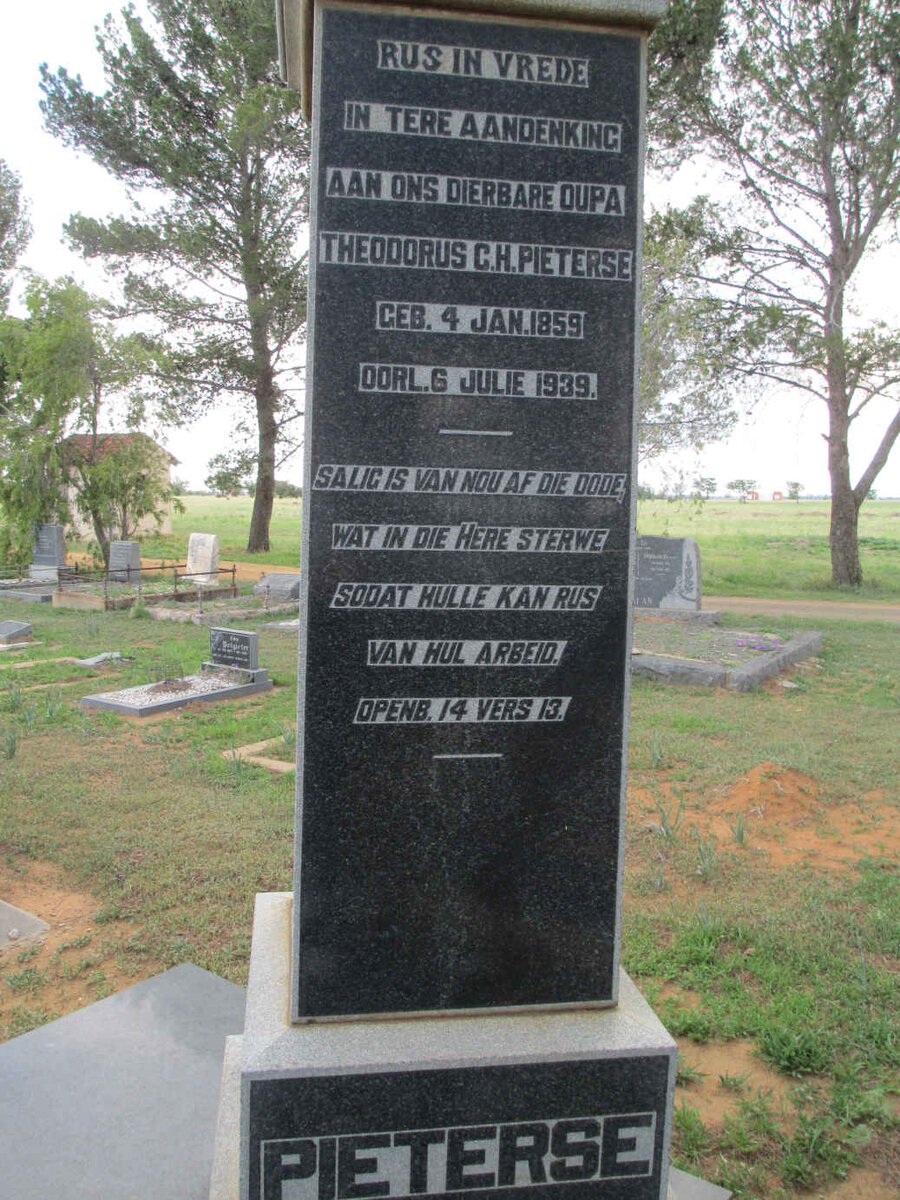 RUS IN VREDE
IN TERE AANDENKING
AAN ONS DIERBARE OUPA
THEODORUS C.H. PIETERSE
GEB. 4 JAN. 1859
OORL. 6 JULIE 1939.
SALIG IS VAN NOU AF DIE DODE,
WAT IN DIE HERE STERWE
SODAT HULLE KAN RUS
VAN HUL ARBEID.
OPENB. 14 VERS 13.
PIETERSE